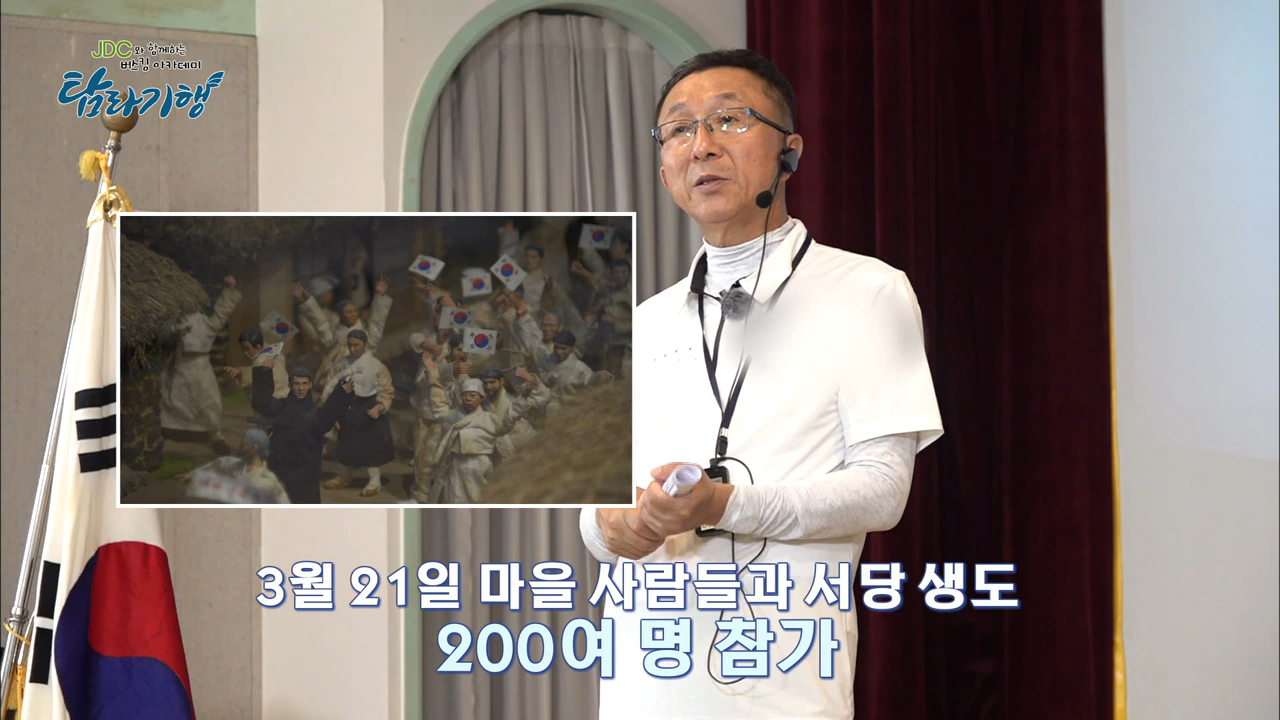 JDC와 함께하는
버스킹 아카데미
탐라기행
3월 21일 마을 사람들과 서당 생도
200여 명 참가